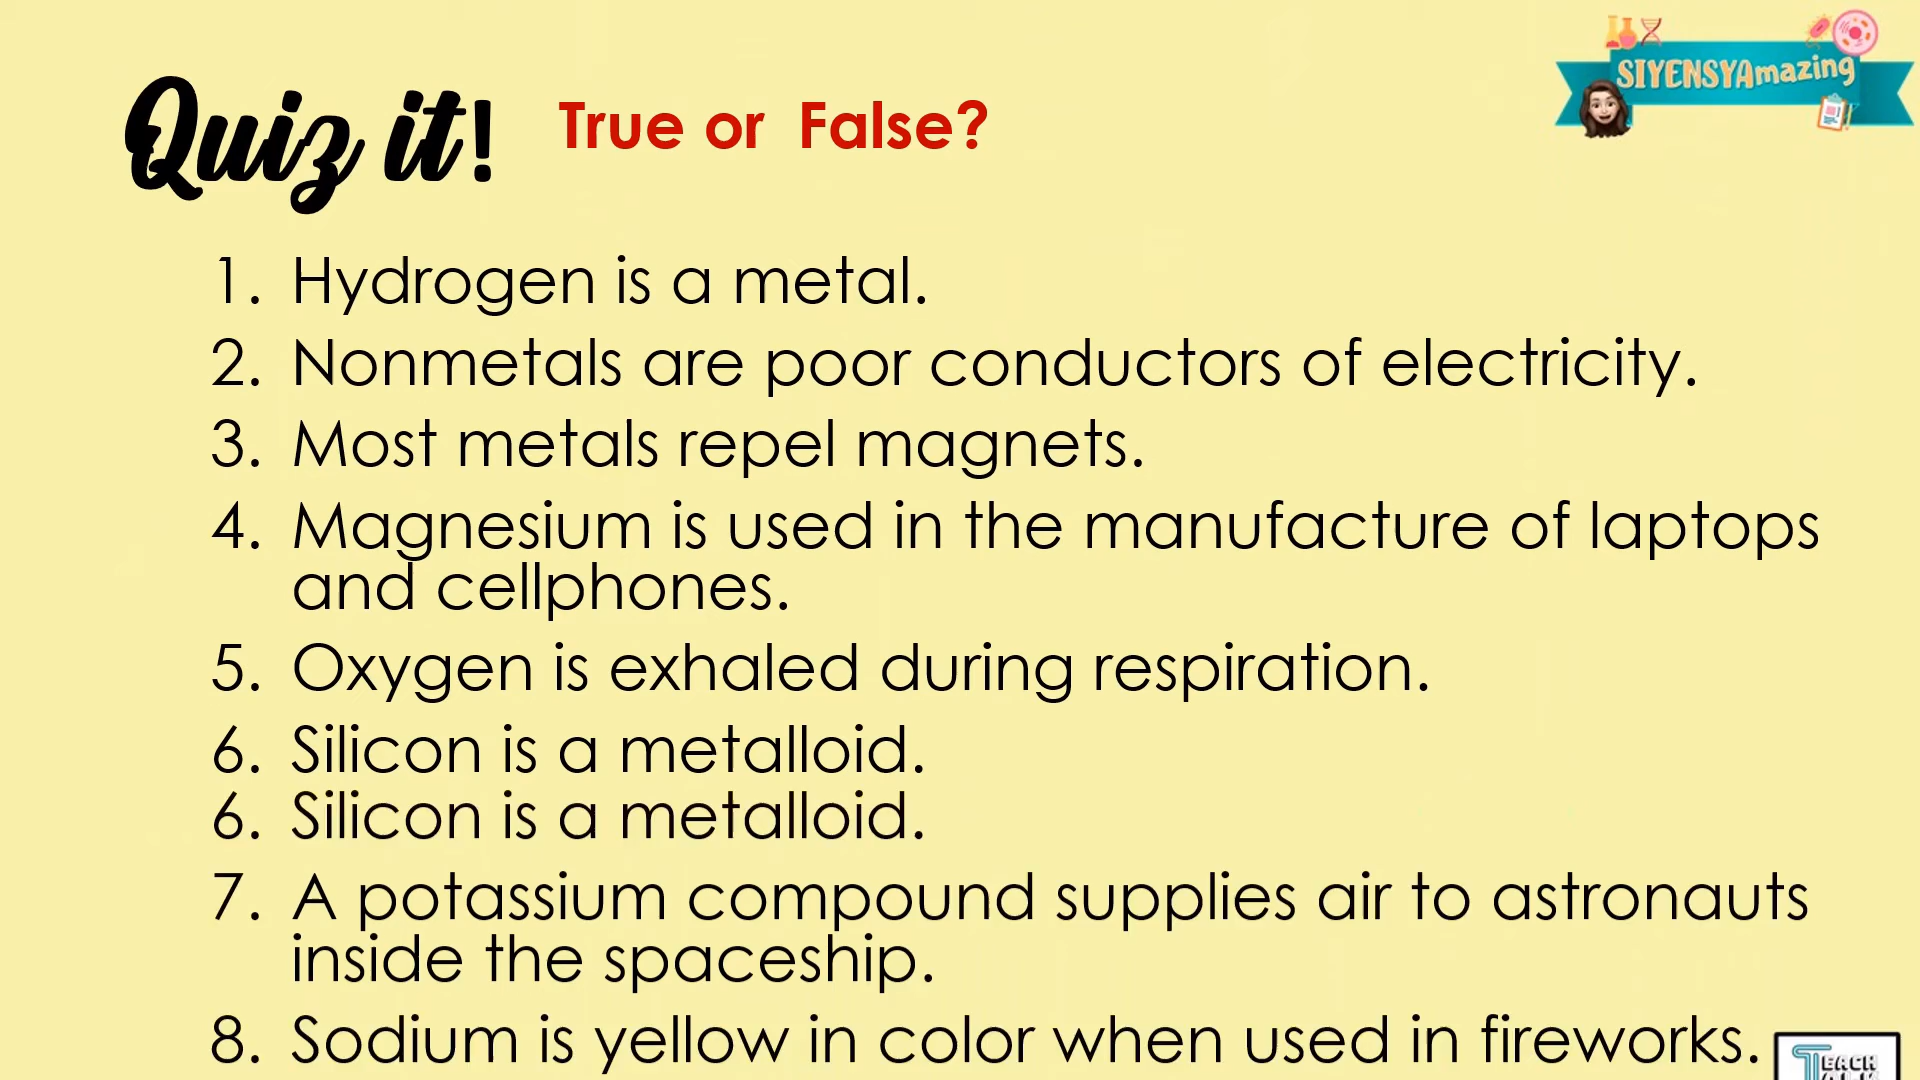 SIYENSYAmazing
Quiz it! True or False?
1. Hydrogen is a metal.
2. Nonmetals are poor conductors of electricity.
3. Most metals repel magnets.
4. Magnesium is used in the manufacture of laptops
and cellphones.
5. Oxygen is exhaled during respiration.
6. Silicon is a metalloid.
6. Silicon is a metalloid.
7. A potassium compound supplies air to astronauts
inside the spaceship.
8. Sodium is yellow in color when used in fireworks.
TEACH